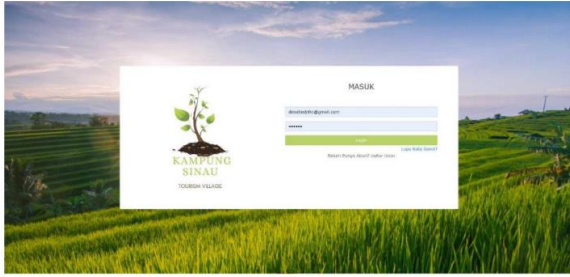 MASUK
Login
Lupa Kata Sandi?
KAMPUNG
SINAU
TOURISM VILLAGE